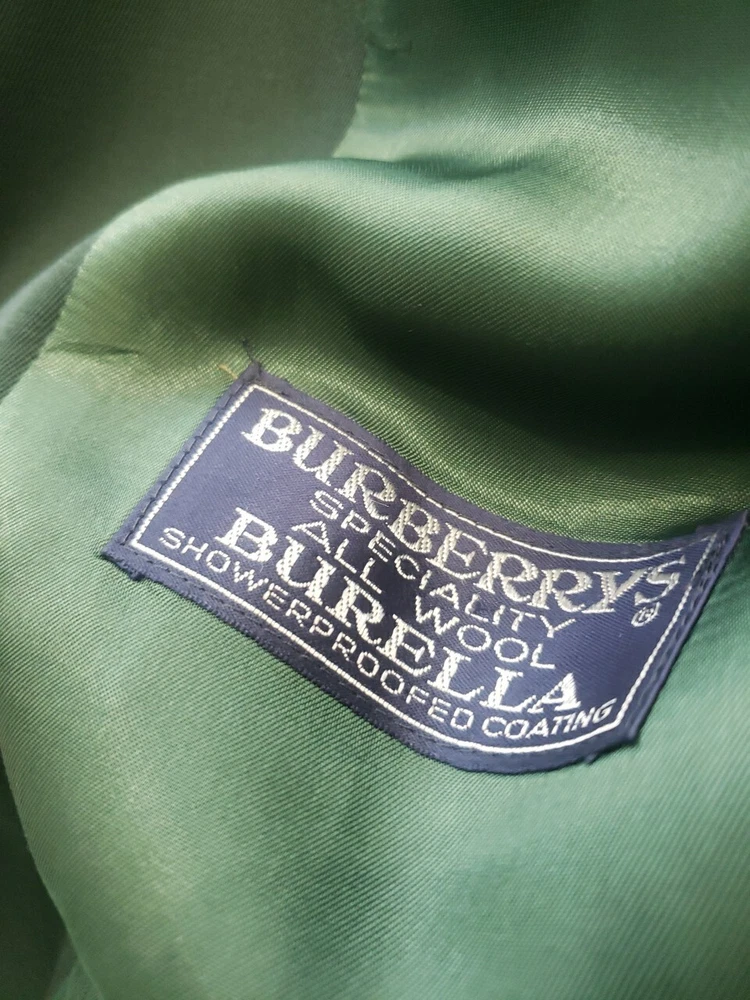 BURBERRYS®
SPECIALITY
ALL WOOL
BURELLA
SHOWERPROOFED COATING